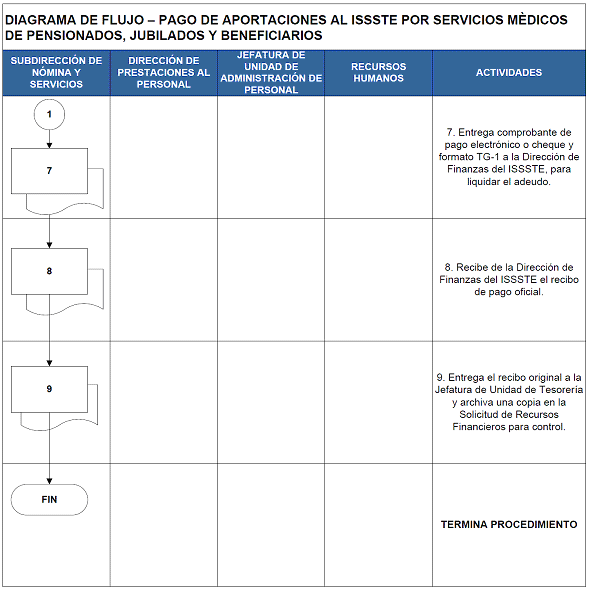 DIAGRAMA DE FLUJO – PAGO DE APORTACIONES AL ISSSTE POR SERVICIOS MÈDICOS
DE PENSIONADOS, JUBILADOS Y BENEFICIARIOS
SUBDIRECCIÓN DE
NÓMINA Y
SERVICIOS
DIRECCIÓN DE
PRESTACIONES AL
PERSONAL
JEFATURA DE
UNIDAD DE
ADMINISTRACIÓN DE
PERSONAL
RECURSOS
HUMANOS
ACTIVIDADES
1
7
7. Entrega comprobante de
pago electrónico o cheque y
formato TG-1 a la Dirección de
Finanzas del ISSSTE, para
liquidar el adeudo.
8
8. Recibe de la Dirección de
Finanzas del ISSSTE el recibo
de pago oficial.
9
9. Entrega el recibo original a la
Jefatura de Unidad de Tesorería
y archiva una copia en la
Solicitud de Recursos
Financieros para control.
FIN
TERMINA PROCEDIMIENTO